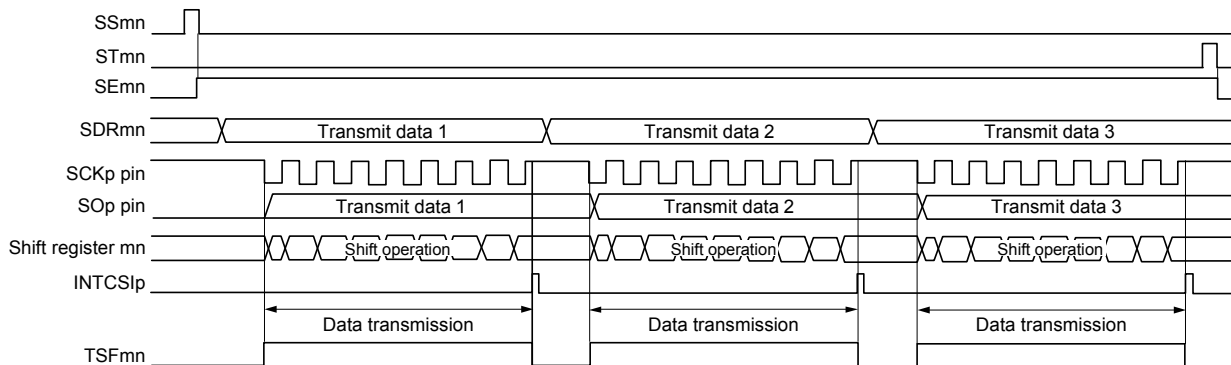 SSmn
STmn
SEmn
SDRmn Transmit data 1 Transmit data 2 Transmit data 3
SCKp pin
SOp pin Transmit data 1 Transmit data 2 Transmit data 3
Shift register mn Shift operation Shift operation Shift operation
INTCSIp
Data transmission Data transmission Data transmission
TSFmn